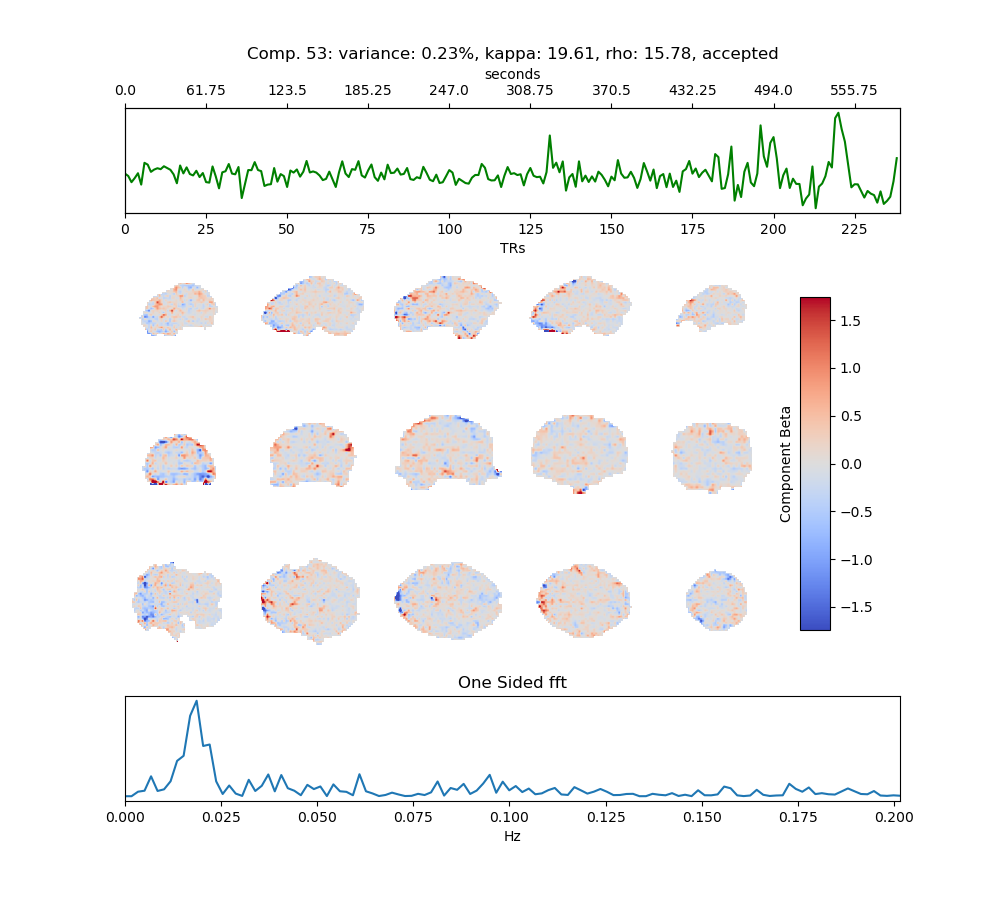 Comp. 53: variance: 0.23%, kappa: 19.61, rho: 15.78, accepted
seconds
0.0 61.75 123.5 185.25 247.0 308.75 370.5 432.25 494.0 555.75
0 25 50 75 100 125 150 175 200 225
TRs
1.5
1.0
0.5
0.0
−0.5
−1.0
−1.5
Component Beta
One Sided fft
0.000 0.025 0.050 0.075 0.100 0.125 0.150 0.175 0.200
Hz